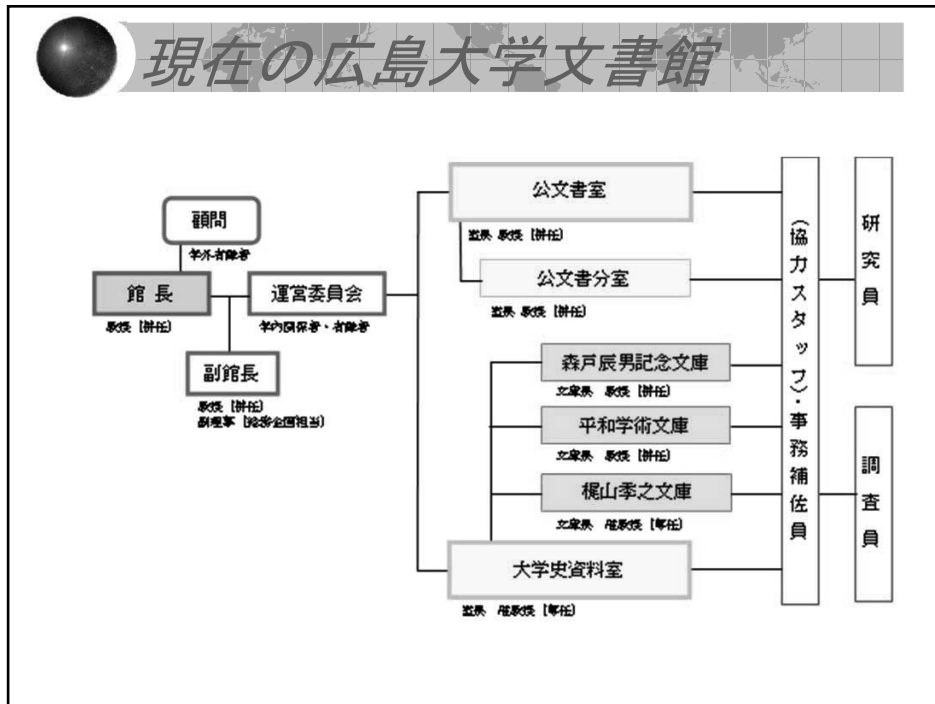 現在の広島大学文書館
顧問
学外有識者
館長
教授［併任］
運営委員会
学内関係者・有識者
副館長
教授［併任］
副理事［総務企画担当］
公文書室
室長 教授［併任］
公文書分室
室長 教授［併任］
森戸辰男記念文庫
文庫長 教授［併任］
平和学術文庫
文庫長 教授［併任］
梶山季之文庫
文庫長 准教授［専任］
大学史資料室
室長 准教授［専任］
(協力スタッフ)・事務補佐員
研究員
調査員